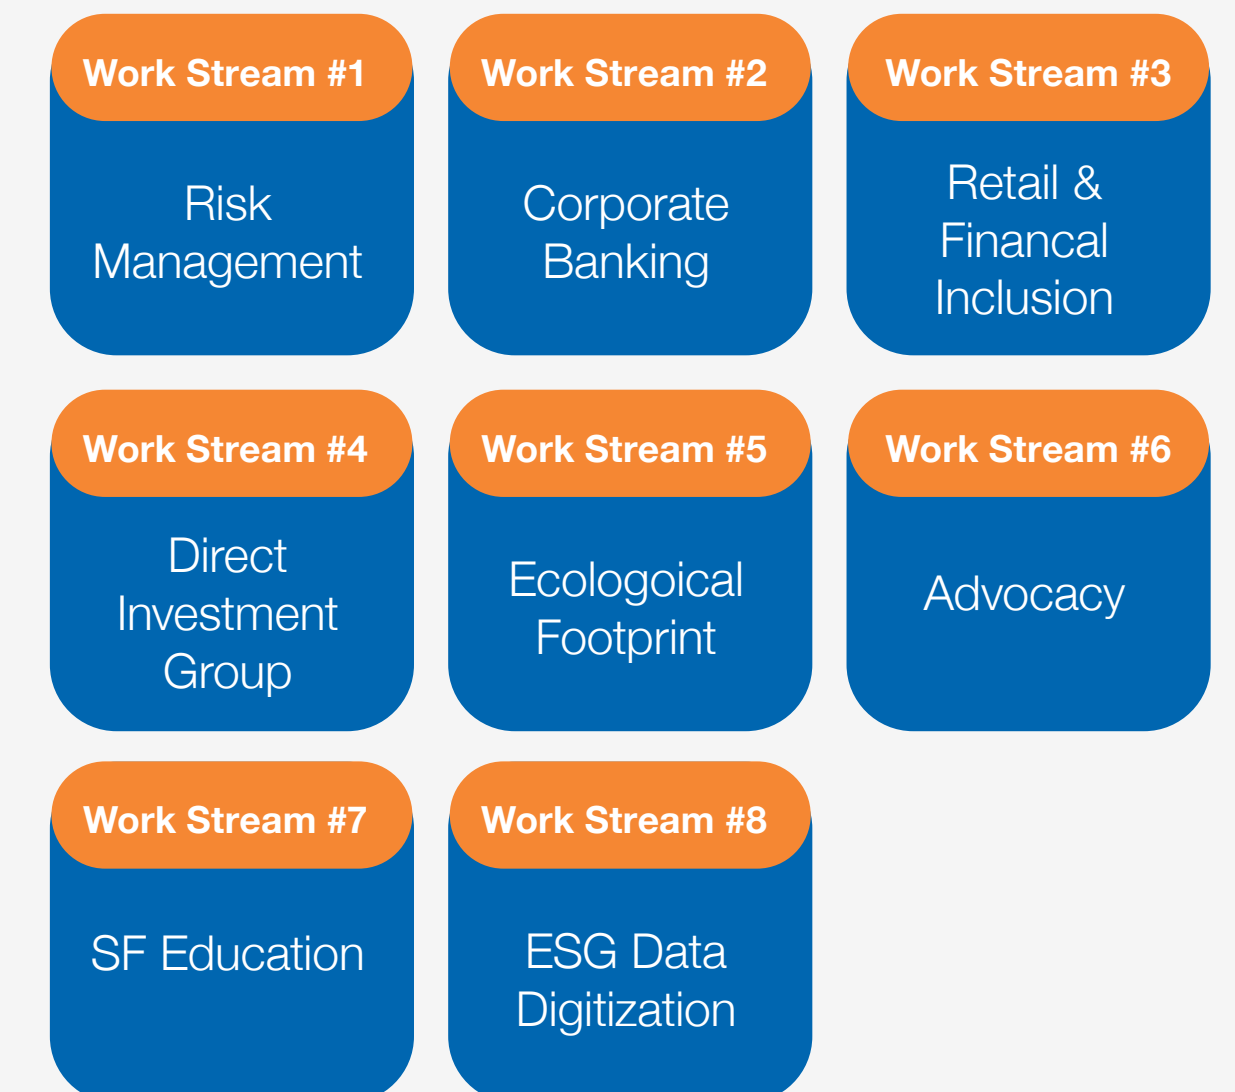 Work Stream #1
Risk
Management
Work Stream #2
Corporate
Banking
Work Stream #3
Retail &
Financal
Inclusion
Work Stream #4
Direct
Investment
Group
Work Stream #5
Ecologoical
Footprint
Work Stream #6
Advocacy
Work Stream #7
SF Education
Work Stream #8
ESG Data
Digitization